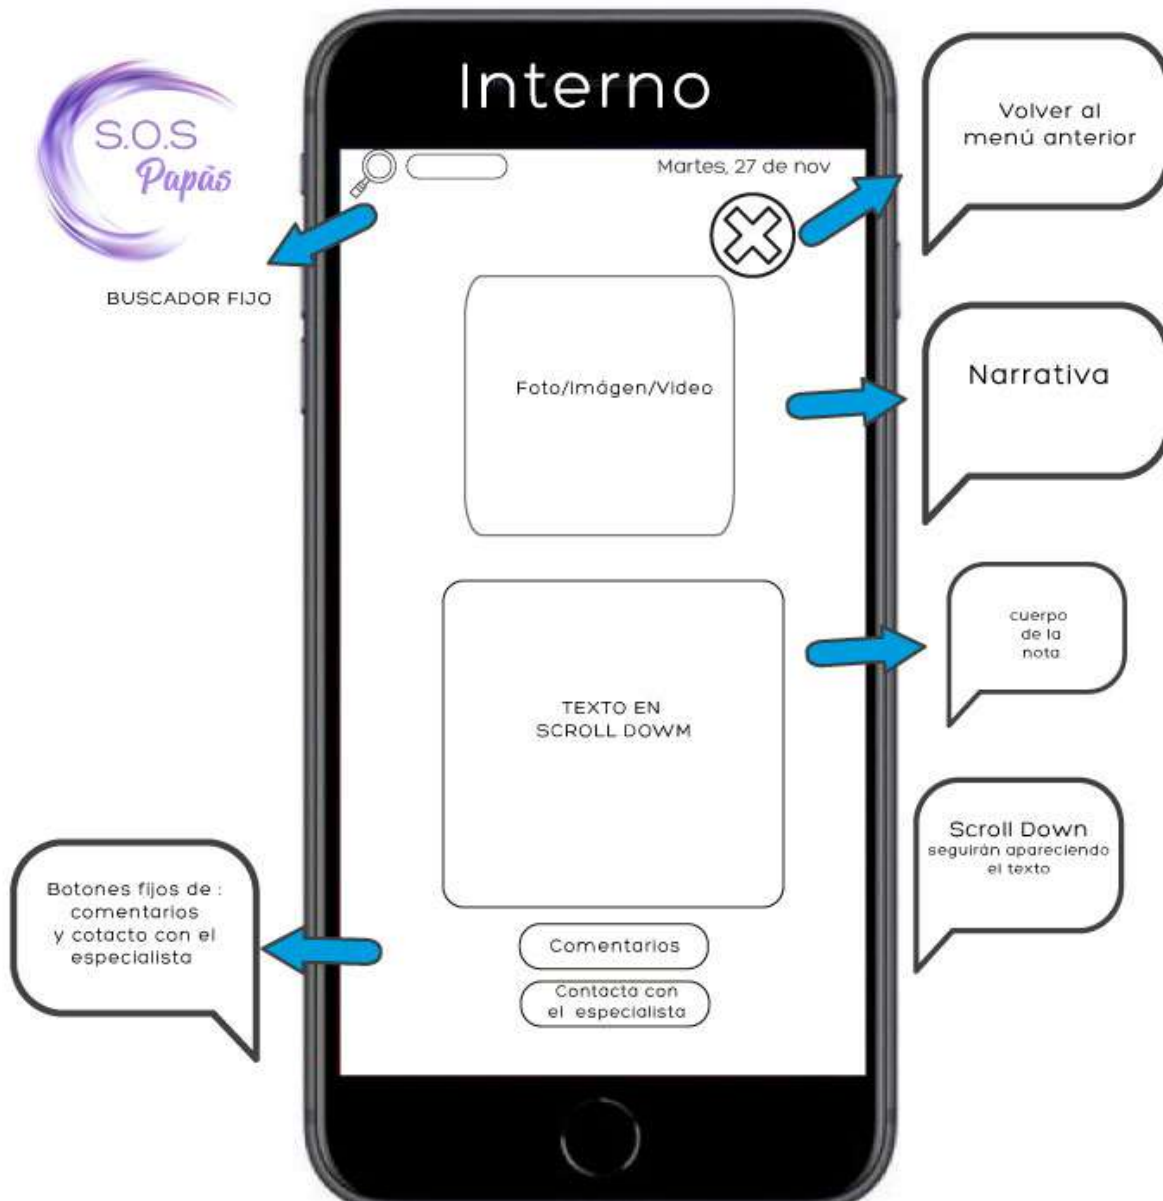 Interno
S.O.S
Papás
Martes, 27 de nov
Volver al
menú anterior
BUSCADOR FIJO
Foto/Imágen/Video
Narrativa
cuerpo
de la
nota
TEXTO EN
SCROLL DOWM
Scroll Down
seguirán apareciendo
el texto
Botones fijos de :
comentarios
y cotacto con el
especialista
Comentarios
Contacta con
el especialista